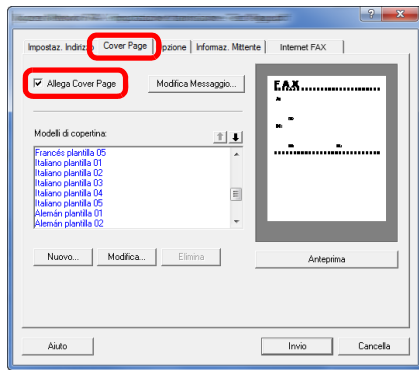 Impostaz. Indirizzo
Cover Page
Opzione
Informaz. Mittente
Internet FAX
Allega Cover Page
Modifica Messaggio...
FAX
Modelli di copertina:
Francés plantilla 05
Italiano plantilla 01
Italiano plantilla 02
Italiano plantilla 03
Italiano plantilla 04
Italiano plantilla 05
Alemán plantilla 01
Alemán plantilla 02
Nuovo...
Modifica...
Elimina
Anteprima
Aiuto
Invio
Cancella